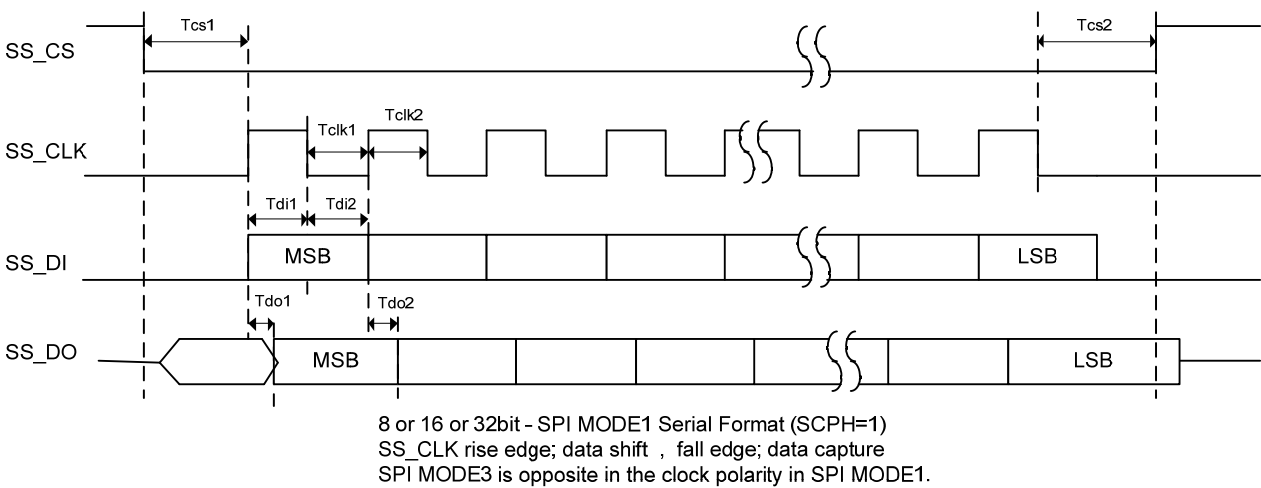 Tcs1
Tcs2
SS_CS
Tclk1
Tclk2
SS_CLK
Tdi1
Tdi2
SS_DI
MSB
LSB
Tdo1
Tdo2
SS_DO
MSB
LSB
8 or 16 or 32bit – SPI MODE1 Serial Format (SCPH=1)
SS_CLK rise edge; data shift , fall edge; data capture
SPI MODE3 is opposite in the clock polarity in SPI MODE1.